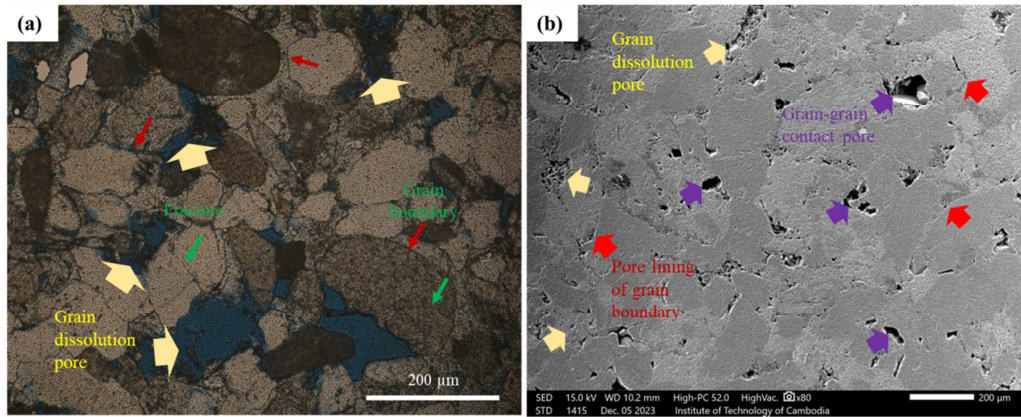 (a)
Fracture
Grain
boundary
Grain
dissolution
pore
200 µm
(b)
Grain
dissolution
pore
Grain-grain
contact pore
Pore lining
of grain
boundary
SED 15.0 kV WD 10.2 mm High-PC 52.0 HighVac. x80 200 µm
STD 1415 Dec. 05 2023 Institute of Technology of Cambodia